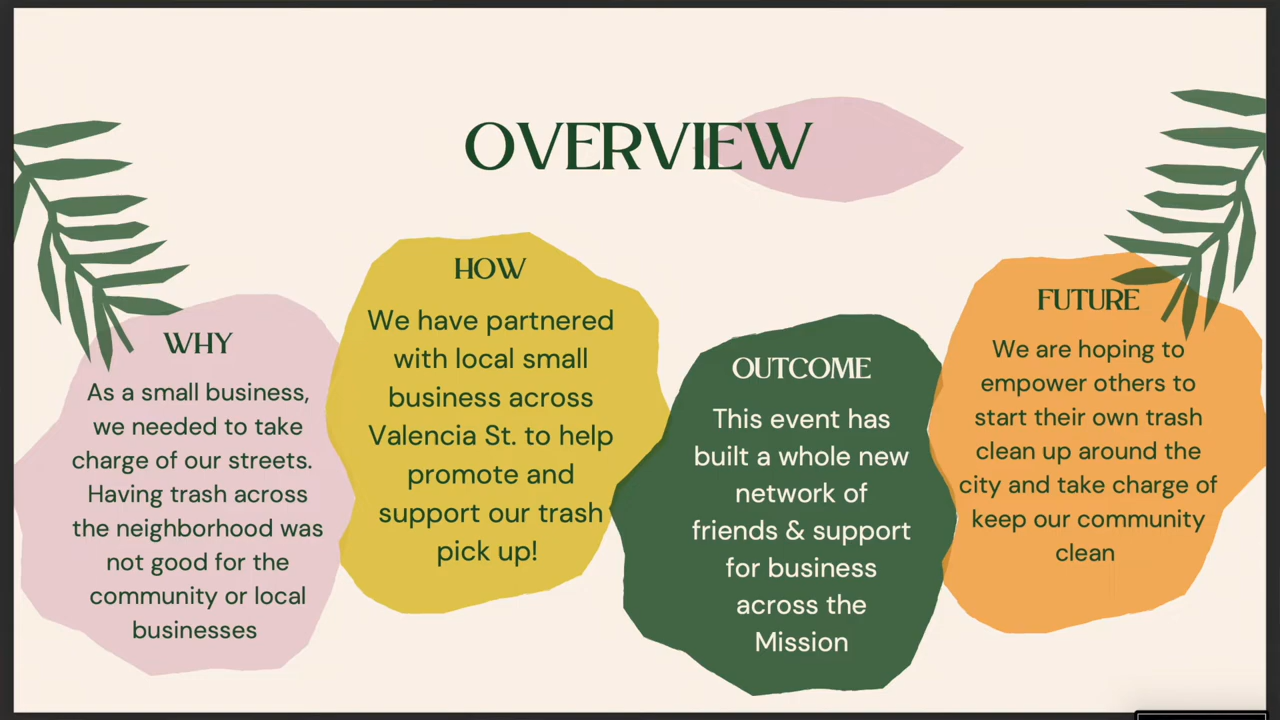 OVERVIEW
WHY
As a small business,
we needed to take
charge of our streets.
Having trash across
the neighborhood was
not good for the
community or local
businesses
HOW
We have partnered
with local small
business across
Valencia St. to help
promote and
support our trash
pick up!
OUTCOME
This event has
built a whole new
network of
friends & support
for business
across the
Mission
FUTURE
We are hoping to
empower others to
start their own trash
clean up around the
city and take charge of
keep our community
clean